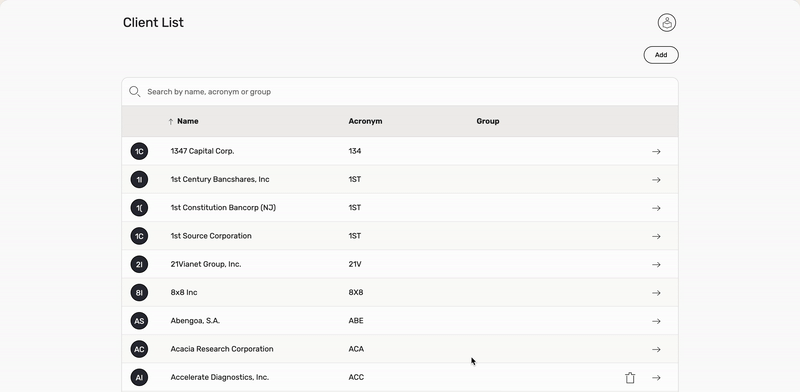 Client List
Add
Search by name, acronym or group
↑ Name Acronym Group
1C 1347 Capital Corp. 134 →
1I 1st Century Bancshares, Inc 1ST →
1( 1st Constitution Bancorp (NJ) 1ST →
1C 1st Source Corporation 1ST →
2I 21Vianet Group, Inc. 21V →
8I 8x8 Inc 8X8 →
AS Abengoa, S.A. ABE →
AC Acacia Research Corporation ACA →
AI Accelerate Diagnostics, Inc. ACC →